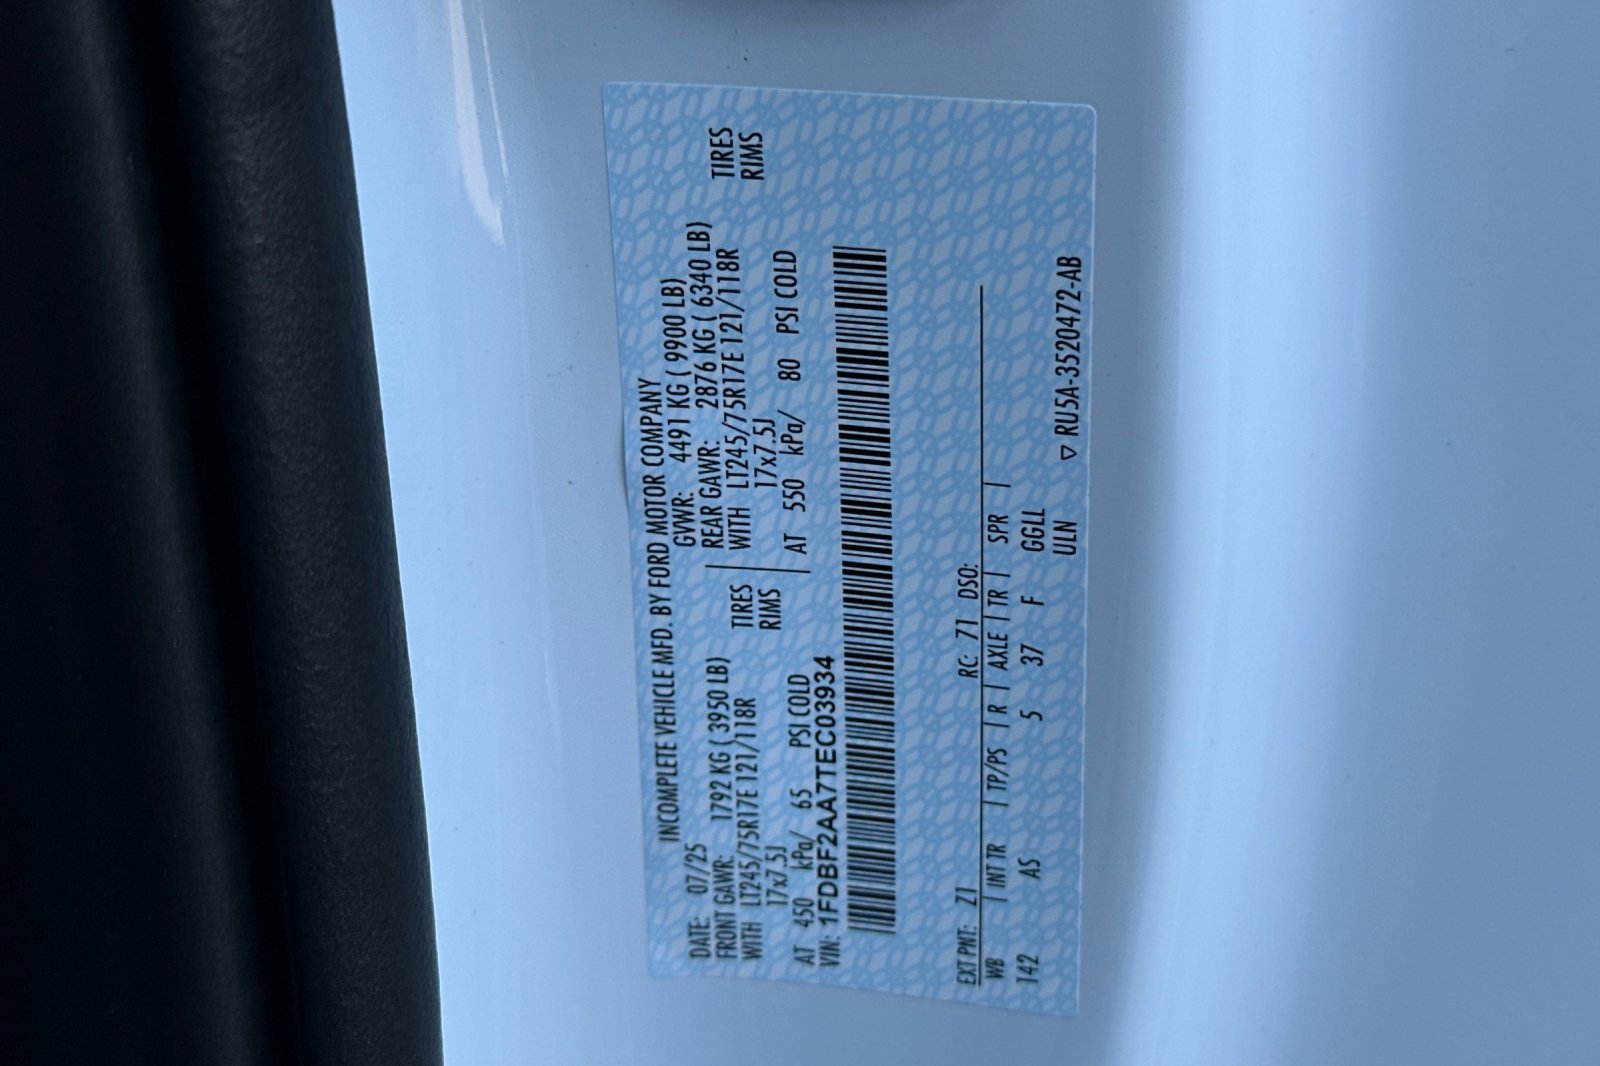 INCOMPLETE VEHICLE MFD. BY FORD MOTOR COMPANY
DATE: 07/25 GVWR: 4491 KG ( 9900 LB)
FRONT GAWR: 1792 KG ( 3950 LB) REAR GAWR: 2876 KG ( 6340 LB)
WITH LT245/75R17E 121/118R TIRES WITH LT245/75R17E 121/118R TIRES
17x7.5J RIMS 17x7.5J RIMS
AT 450 kPa/ 65 PSI COLD AT 550 kPa/ 80 PSI COLD
VIN: 1FDBF2AA7TEC03934
EXT PNT: Z1 RC: 71 DSO:
WB | INT TR | TP/PS | R | AXLE | TR | SPR |
142 AS 5 37 F GGLL
ULN ▽ RU5A-3520472-AB